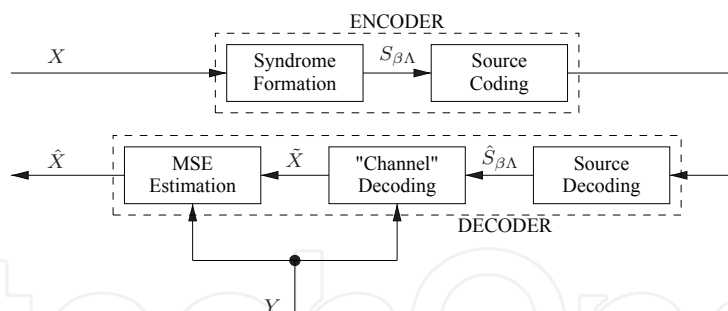 ENCODER
X
Syndrome
Formation
S_{βΛ}
Source
Coding
X̂
MSE
Estimation
X̃
"Channel"
Decoding
Ŝ_{βΛ}
Source
Decoding
DECODER
Y